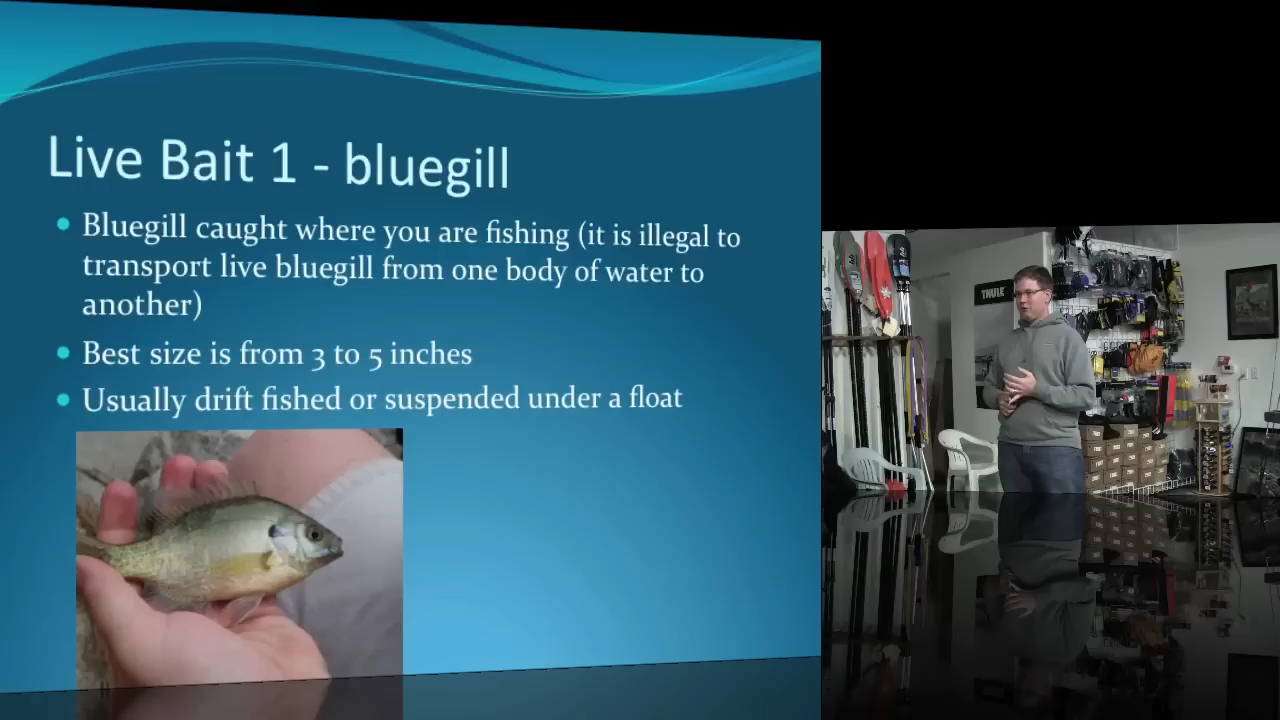 Live Bait 1 - bluegill
• Bluegill caught where you are fishing (it is illegal to
transport live bluegill from one body of water to
another)
• Best size is from 3 to 5 inches
• Usually drift fished or suspended under a float
THULE